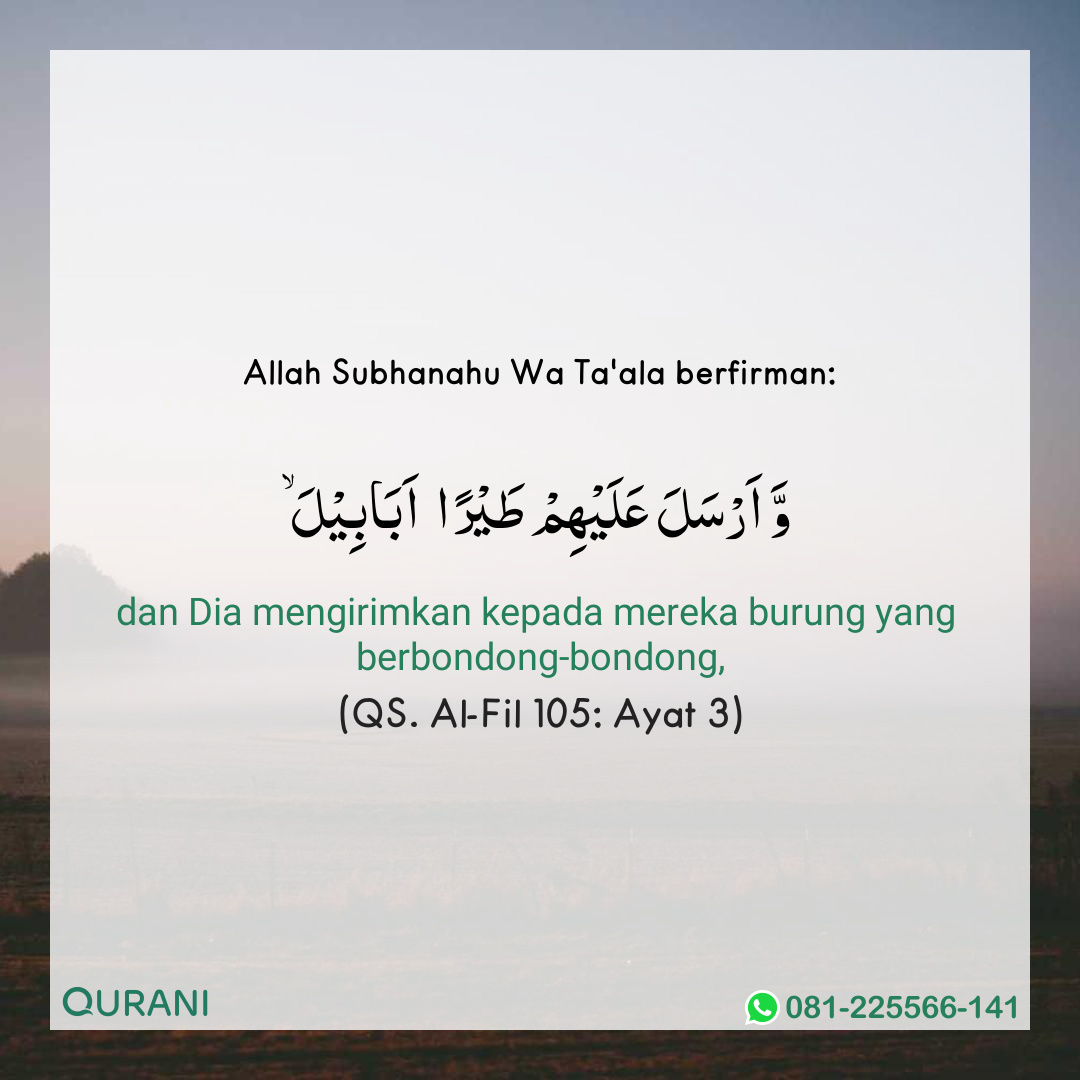 Allah Subhanahu Wa Ta'ala berfirman:
وَّاَرْسَلَ عَلَيْهِمْ طَيْرًا اَبَابِيْلَ ۙ
dan Dia mengirimkan kepada mereka burung yang
berbondong-bondong,
(QS. Al-Fil 105: Ayat 3)
QURANI
081-225566-141